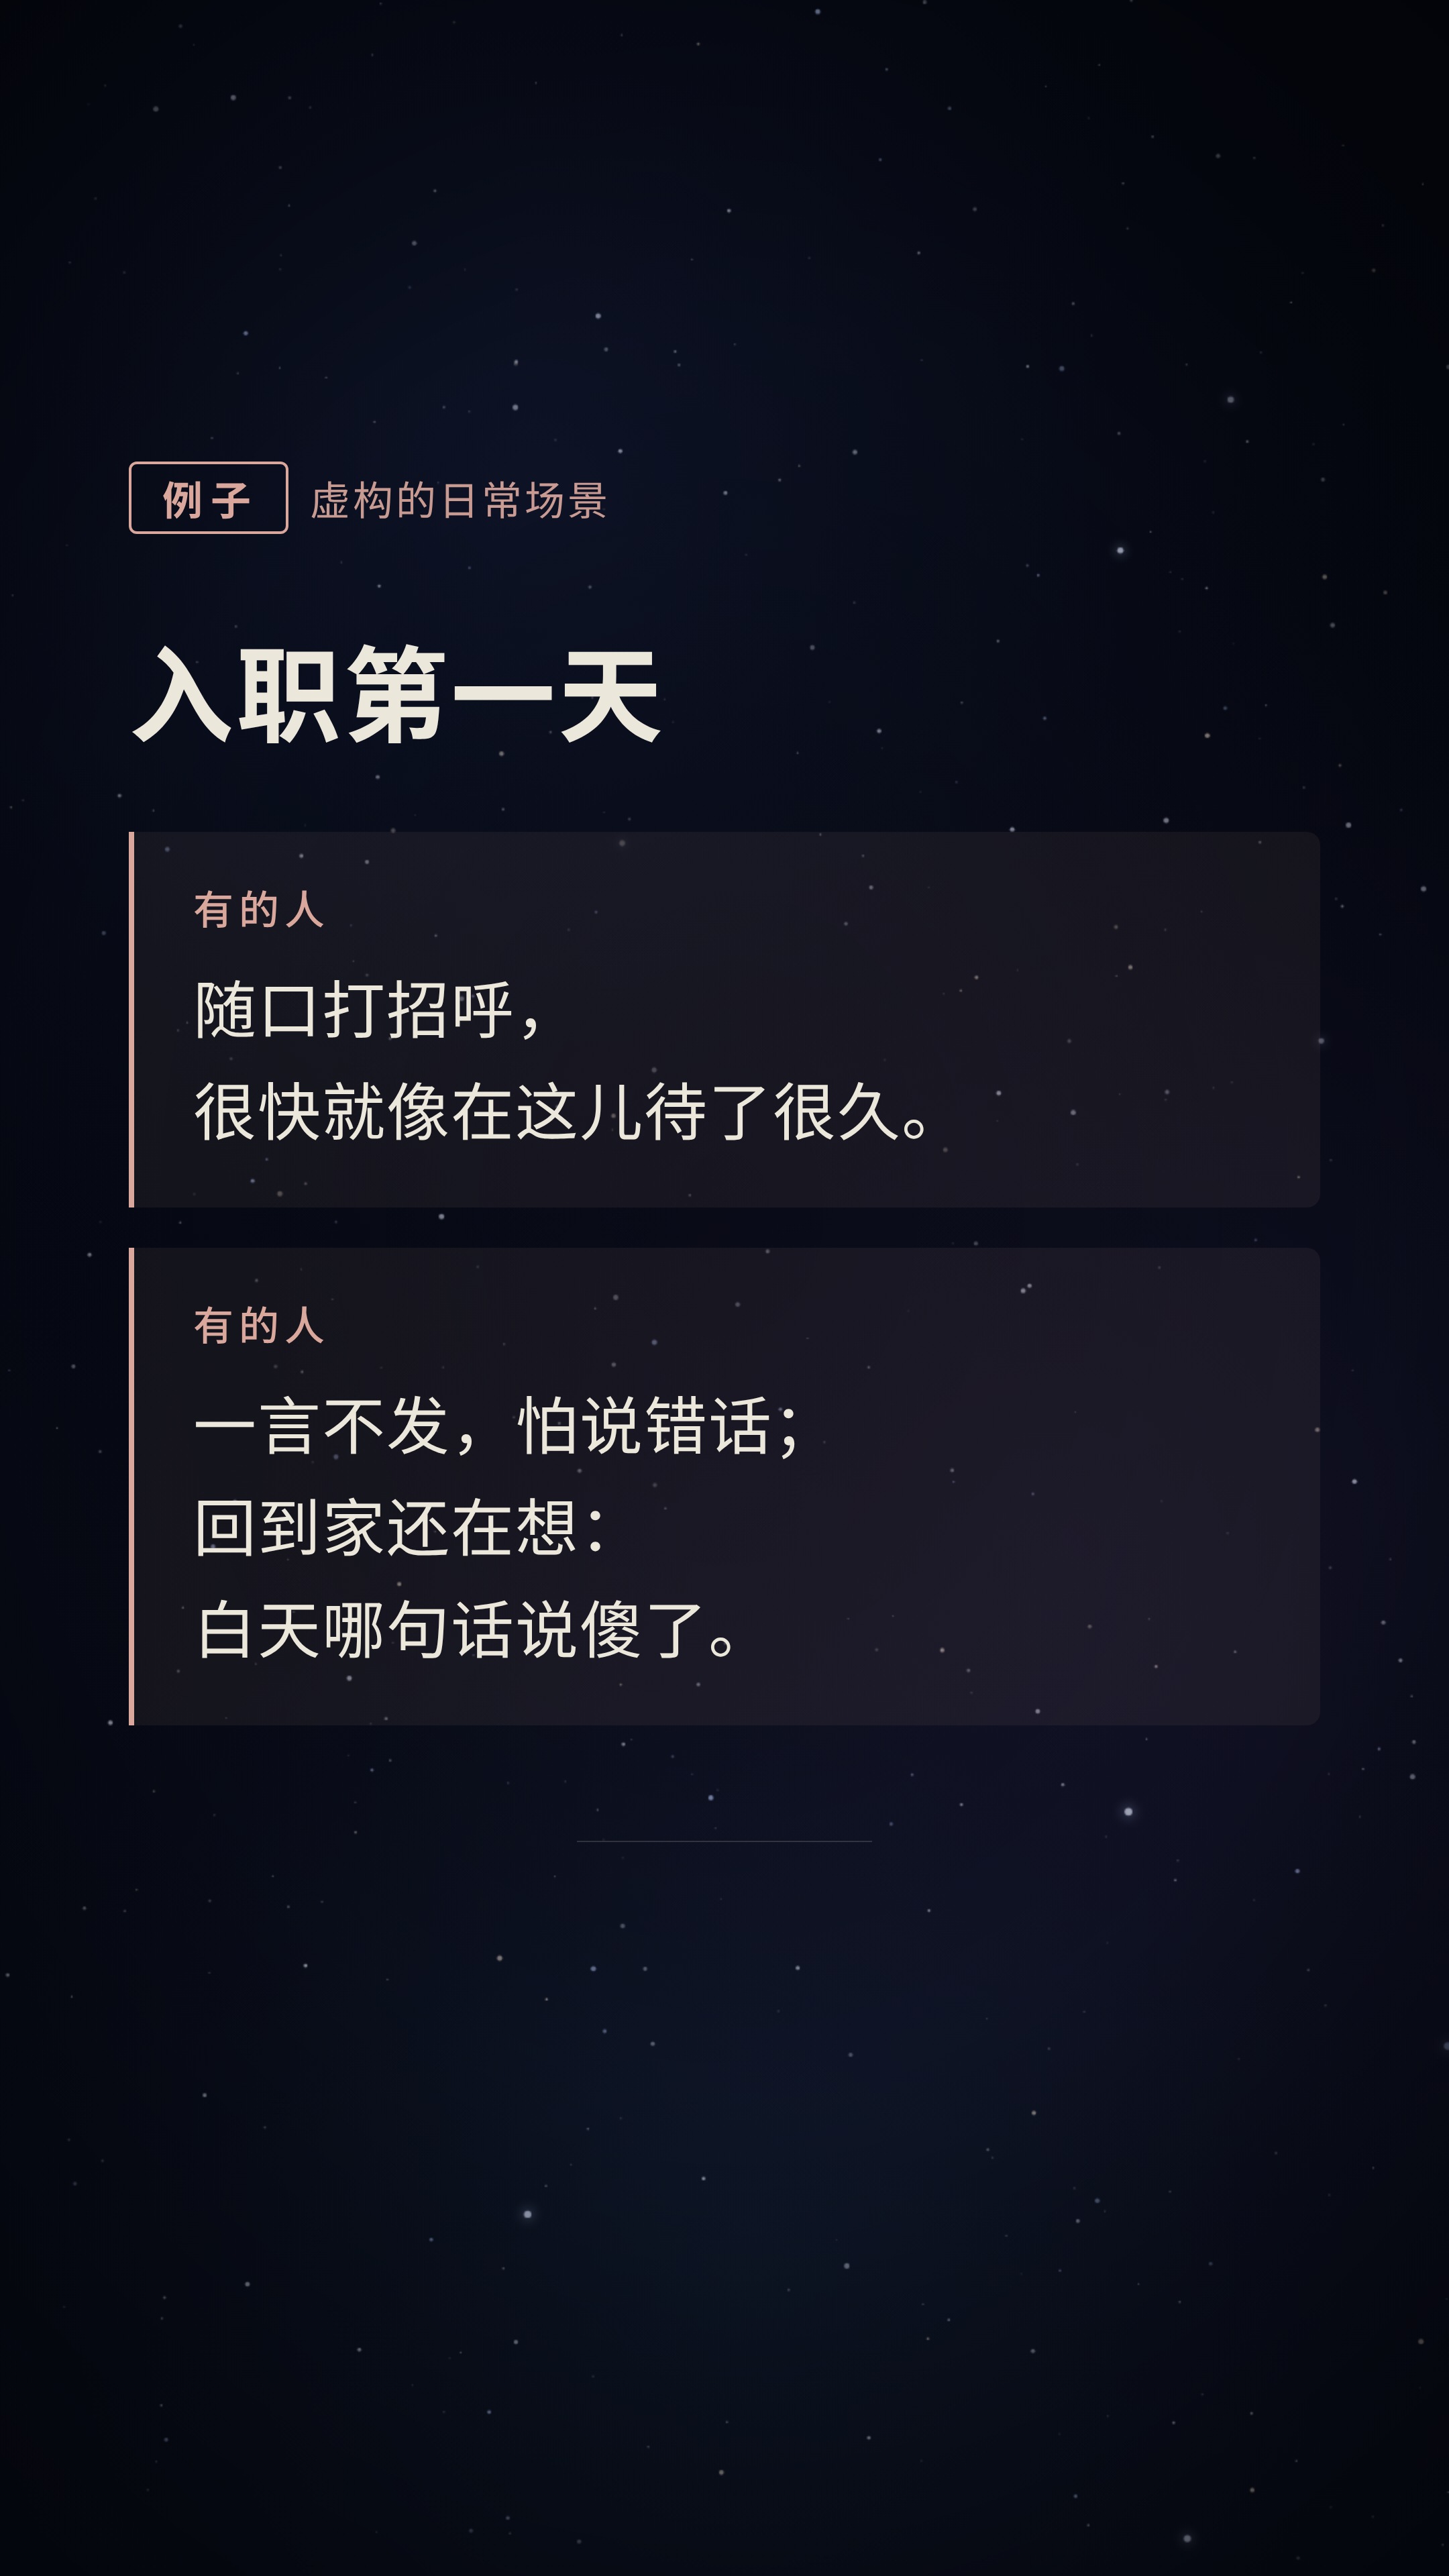 例子 虚构的日常场景
入职第一天
有的人
随口打招呼，
很快就像在这儿待了很久。
有的人
一言不发，怕说错话；
回到家还在想：
白天哪句话说傻了。